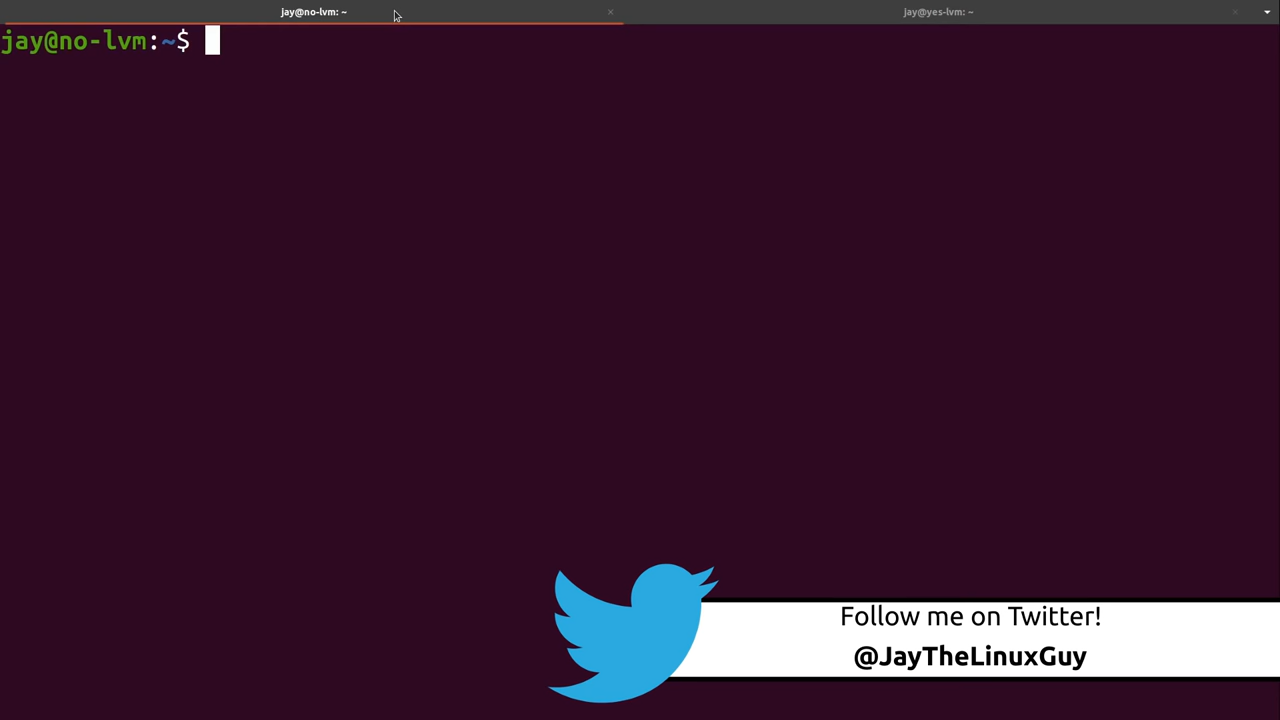 jay@no-lvm: ~
jay@yes-lvm: ~
jay@no-lvm:~$
Follow me on Twitter!
@JayTheLinuxGuy